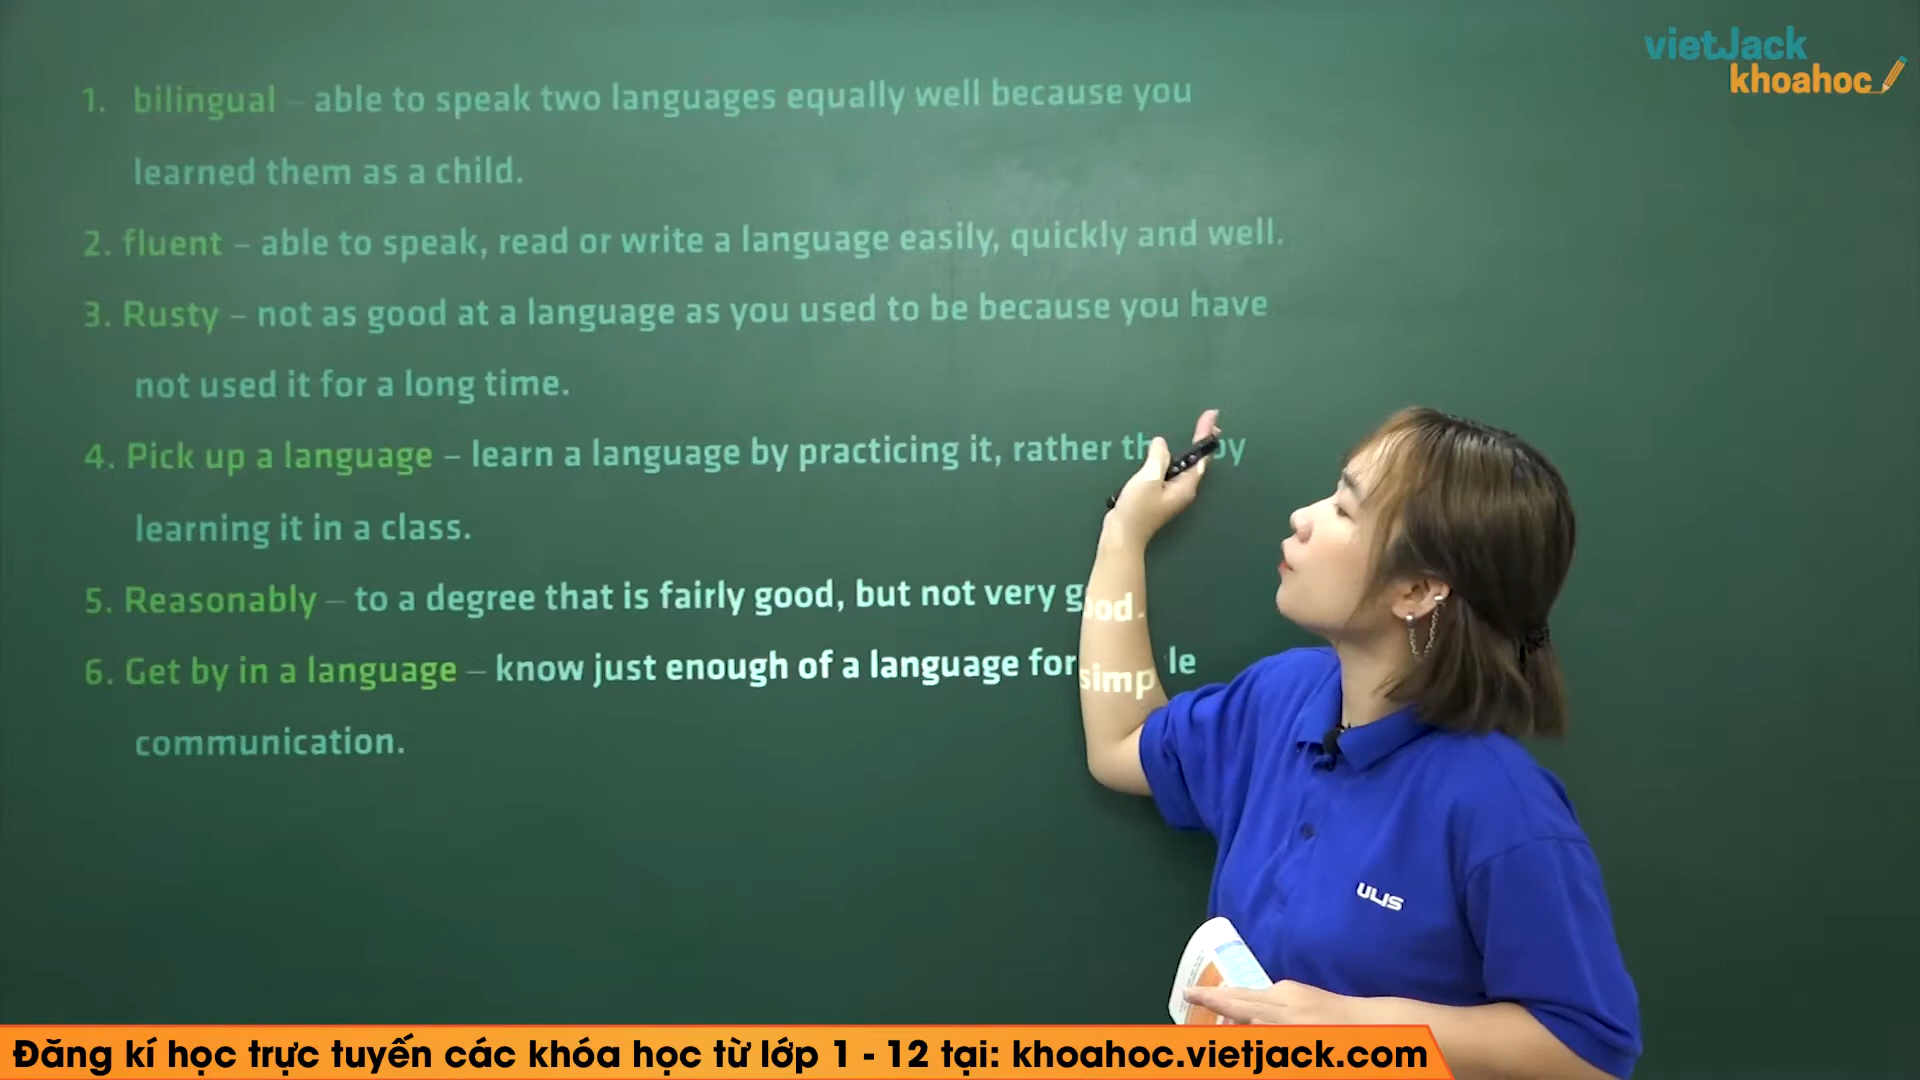 vietJack
khoahoc
1. bilingual – able to speak two languages equally well because you
learned them as a child.
2. fluent – able to speak, read or write a language easily, quickly and well.
3. Rusty – not as good at a language as you used to be because you have
not used it for a long time.
4. Pick up a language – learn a language by practicing it, rather than by
learning it in a class.
5. Reasonably – to a degree that is fairly good, but not very good.
6. Get by in a language – know just enough of a language for simple
communication.
ULIS
Đăng kí học trực tuyến các khóa học từ lớp 1 - 12 tại: khoahoc.vietjack.com